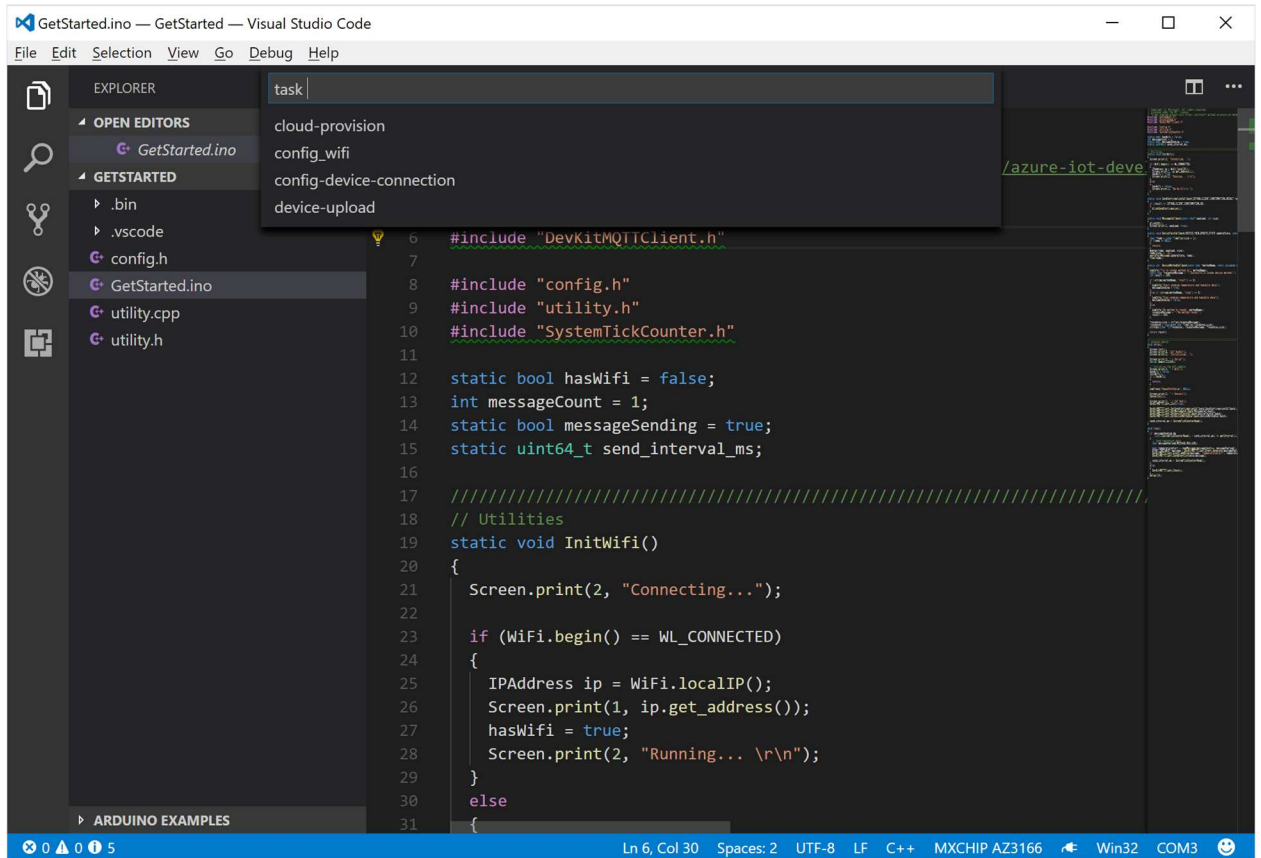 GetStarted.ino — GetStarted — Visual Studio Code
File Edit Selection View Go Debug Help
EXPLORER
OPEN EDITORS
GetStarted.ino
GETSTARTED
.bin
.vscode
config.h
GetStarted.ino
utility.cpp
utility.h
ARDUINO EXAMPLES
task
cloud-provision
config_wifi
config-device-connection
device-upload
/azure-iot-deve
6 #include "DevKitMQTTClient.h"
7
8 #include "config.h"
9 #include "utility.h"
10 #include "SystemTickCounter.h"
11
12 static bool hasWifi = false;
13 int messageCount = 1;
14 static bool messageSending = true;
15 static uint64_t send_interval_ms;
16
17 //////////////////////////////////////////////////////////////////////////
18 // Utilities
19 static void InitWifi()
20 {
21 Screen.print(2, "Connecting...");
22
23 if (WiFi.begin() == WL_CONNECTED)
24 {
25 IPAddress ip = WiFi.localIP();
26 Screen.print(1, ip.get_address());
27 hasWifi = true;
28 Screen.print(2, "Running... \r\n");
29 }
30 else
31 {
0 0 5 Ln 6, Col 30 Spaces: 2 UTF-8 LF C++ MXCHIP AZ3166 Win32 COM3